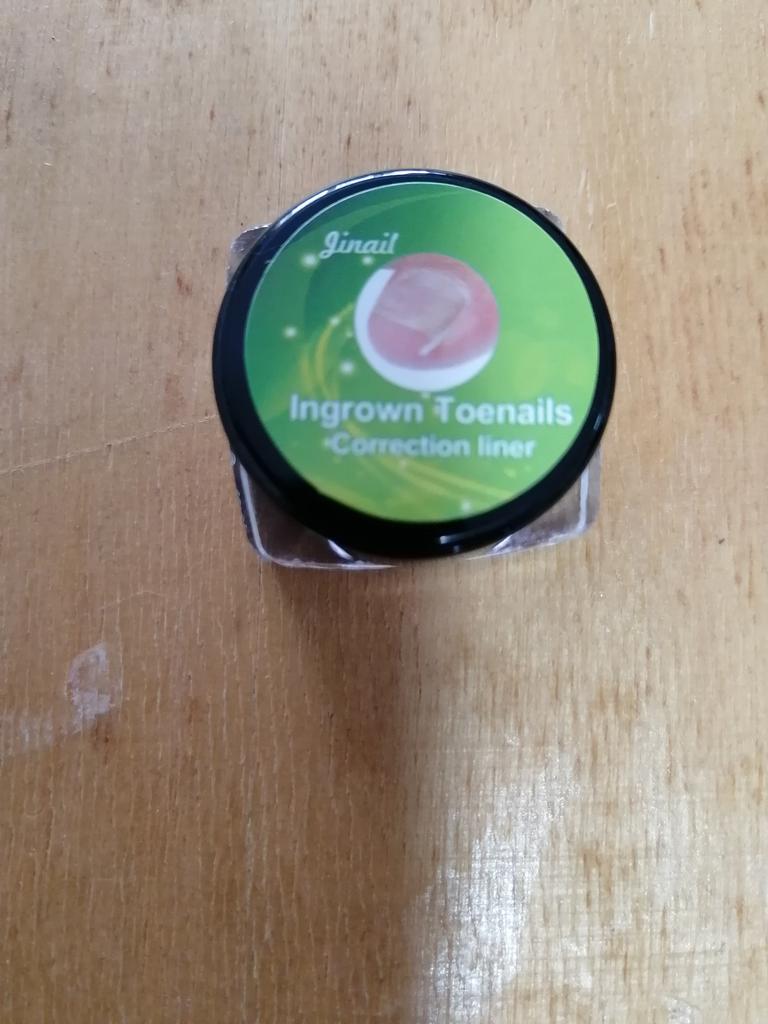 Jinail
Ingrown Toenails
Correction liner